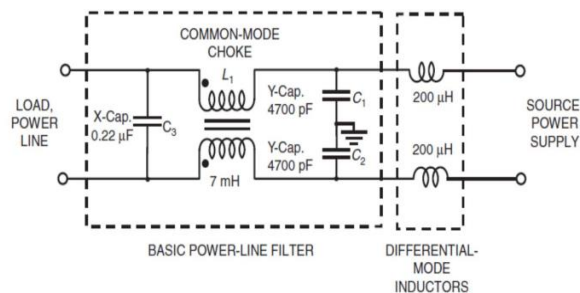 COMMON-MODE
CHOKE
L₁
LOAD,
POWER
LINE
X-Cap.
0.22 µF
C₃
Y-Cap.
4700 pF
C₁
Y-Cap.
4700 pF
C₂
7 mH
200 µH
200 µH
SOURCE
POWER
SUPPLY
BASIC POWER-LINE FILTER
DIFFERENTIAL-
MODE
INDUCTORS